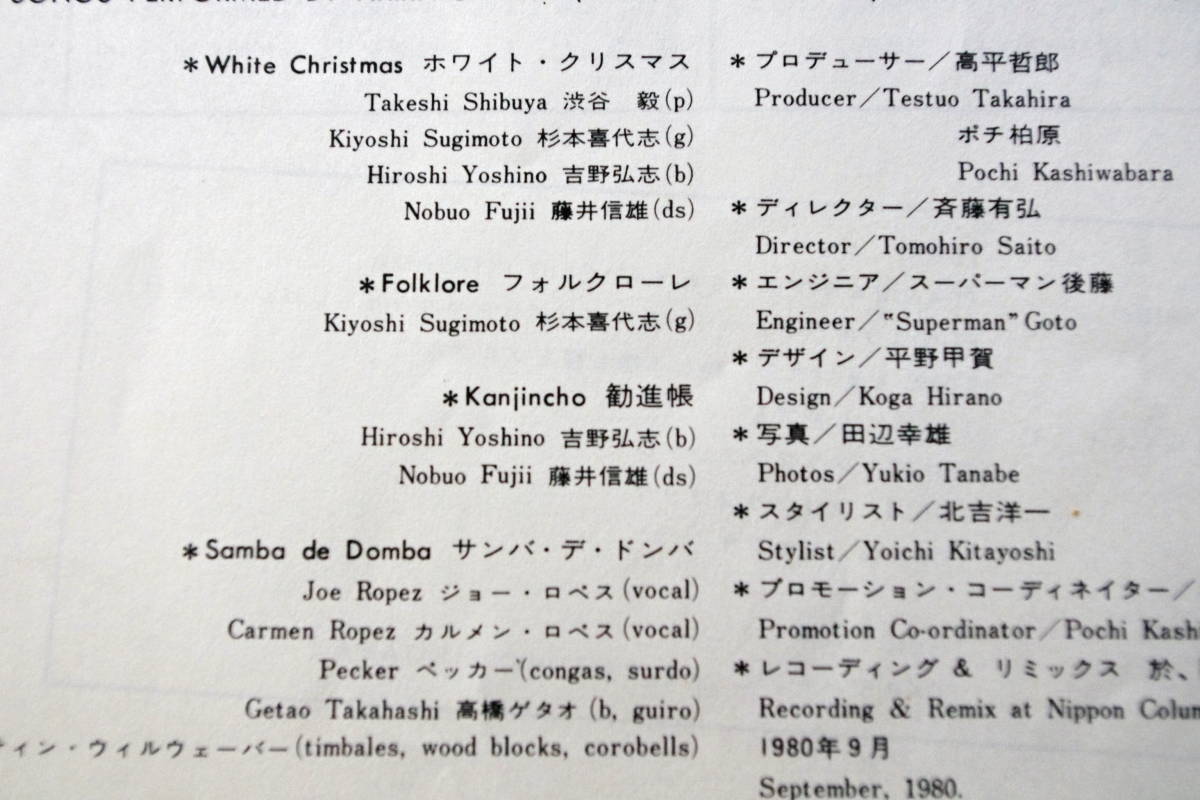 SONGS PERFORMED BY
*White Christmas ホワイト・クリスマス
Takeshi Shibuya 渋谷　毅(p)
Kiyoshi Sugimoto 杉本喜代志(g)
Hiroshi Yoshino 吉野弘志(b)
Nobuo Fujii 藤井信雄(ds)
*Folklore フォルクローレ
Kiyoshi Sugimoto 杉本喜代志(g)
*Kanjincho 勧進帳
Hiroshi Yoshino 吉野弘志(b)
Nobuo Fujii 藤井信雄(ds)
*Samba de Domba サンバ・デ・ドンバ
Joe Ropez ジョー・ロペス(vocal)
Carmen Ropez カルメン・ロペス(vocal)
Pecker ペッカー(congas, surdo)
Getao Takahashi 高橋ゲタオ(b, guiro)
ティン・ウィルウェーバー(timbales, wood blocks, corobells)
*プロデューサー／高平哲郎
Producer／Testuo Takahira
ポチ柏原
Pochi Kashiwabara
*ディレクター／斉藤有弘
Director／Tomohiro Saito
*エンジニア／スーパーマン後藤
Engineer／"Superman" Goto
*デザイン／平野甲賀
Design／Koga Hirano
*写真／田辺幸雄
Photos／Yukio Tanabe
*スタイリスト／北吉洋一
Stylist／Yoichi Kitayoshi
*プロモーション・コーディネイター／
Promotion Co-ordinator／Pochi Kash
*レコーディング & リミックス　於、
Recording & Remix at Nippon Colum
1980年9月
September, 1980.